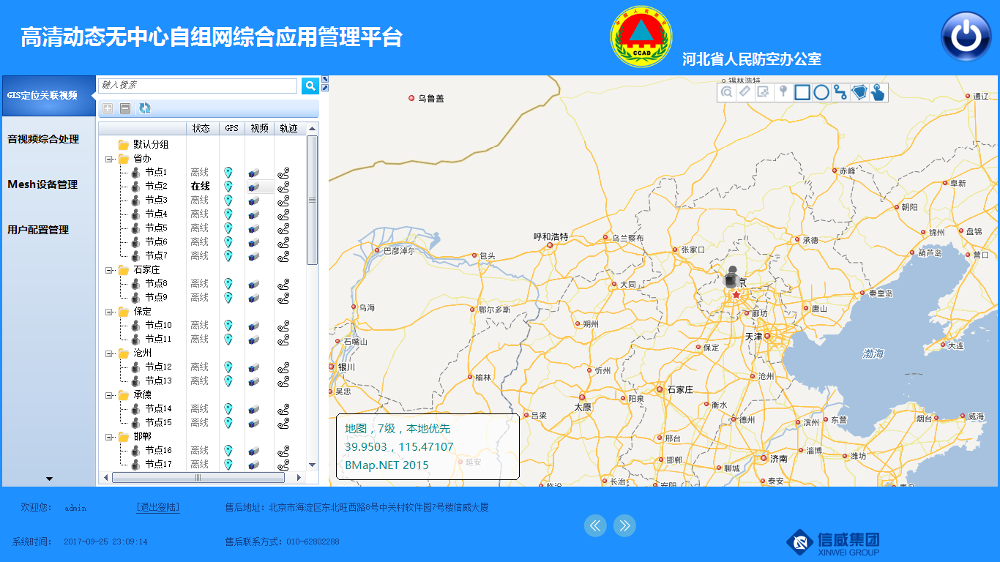 高清动态无中心自组网综合应用管理平台
中国人民防空
CCAD
河北省人民防空办公室
GIS定位关联视频
音视频综合处理
Mesh设备管理
用户配置管理
键入搜索
状态 GPS 视频 轨迹
默认分组
省办
节点1 离线
节点2 在线
节点3 离线
节点4 离线
节点5 离线
节点6 离线
节点7 离线
石家庄
节点8 离线
节点9 离线
保定
节点10 离线
节点11 离线
沧州
节点12 离线
节点13 离线
承德
节点14 离线
节点15 离线
邯郸
节点16 离线
节点17 离线
锡林浩特
乌鲁盖
通辽
赤峰
阜新
朝阳
锦州
盘锦
呼和浩特
乌兰察布
承德
张家口
葫芦岛
营口
巴彦淖尔
包头
京
大同
秦皇岛
乌海
鄂尔多斯
唐山
廊坊
朔州
天津
石嘴山
保定
大连
渤海
银川
忻州
榆林
沧州
吴忠
石家庄
太原
阳泉
衡水
吕梁
德州
滨州
东营
烟台
威海
邢台
淄博
潍坊
济南
邯郸
聊城
延安
泰安
临汾
长治
安阳
青岛
地图，7级，本地优先
39.9503，115.47107
BMap.NET 2015
欢迎您： admin [退出登陆] 售后地址：北京市海淀区东北旺西路8号中关村软件园7号楼信威大厦
系统时间： 2017-09-25 23:09:14 售后联系方式：010-62802288
信威集团
XINWEI GROUP